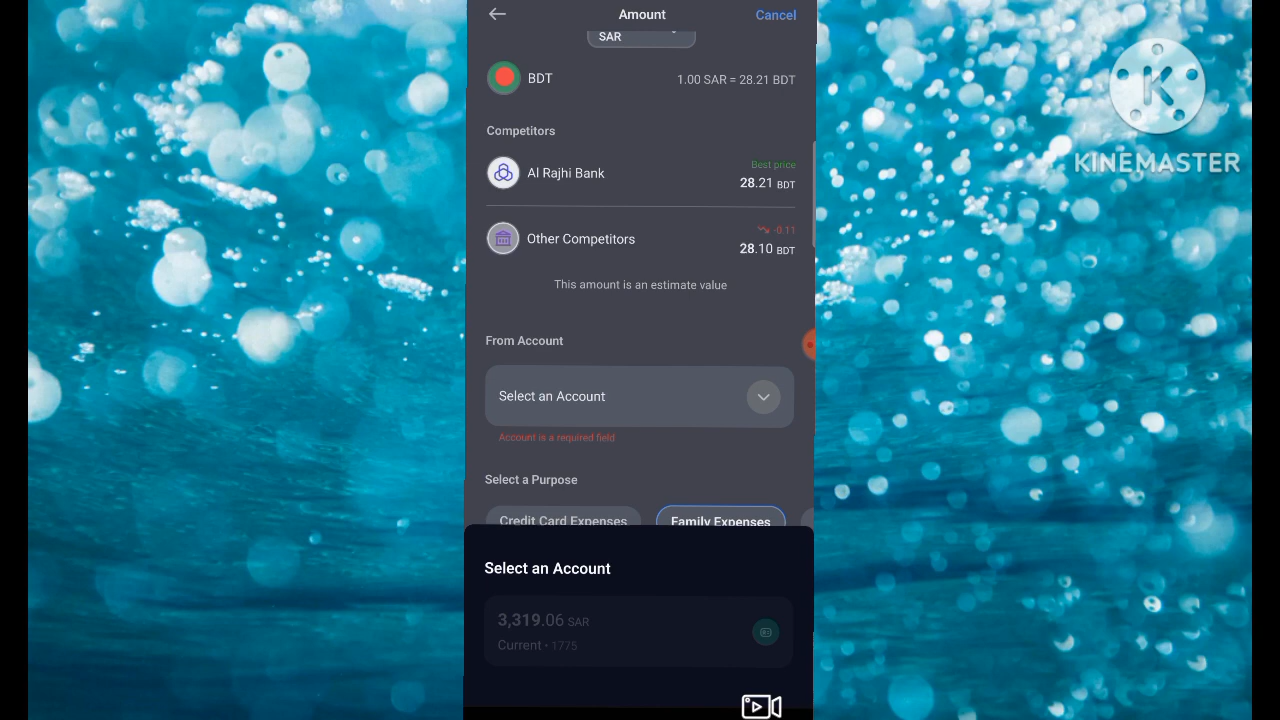 Amount
Cancel
SAR
BDT
1.00 SAR = 28.21 BDT
Competitors
Al Rajhi Bank
Best price
28.21 BDT
Other Competitors
-0.11
28.10 BDT
This amount is an estimate value
From Account
Select an Account
Account is a required field
Select a Purpose
Credit Card Expenses
Family Expenses
Select an Account
3,319.06 SAR
Current • 1775
K
KINEMASTER